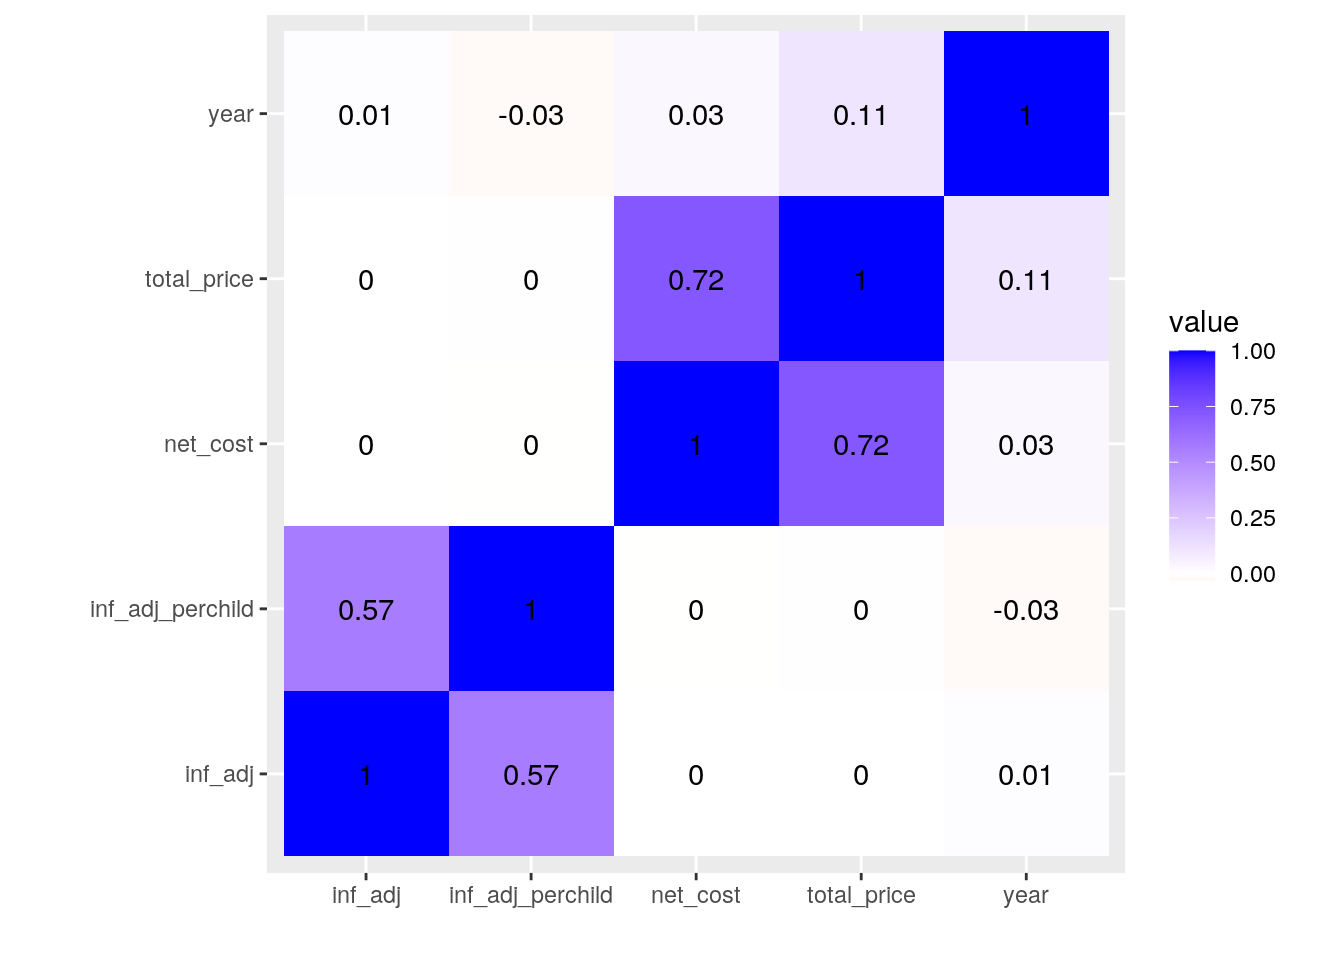 year 0.01 -0.03 0.03 0.11 1
total_price 0 0 0.72 1 0.11
net_cost 0 0 1 0.72 0.03
inf_adj_perchild 0.57 1 0 0 -0.03
inf_adj 1 0.57 0 0 0.01
inf_adj inf_adj_perchild net_cost total_price year
value
1.00
0.75
0.50
0.25
0.00